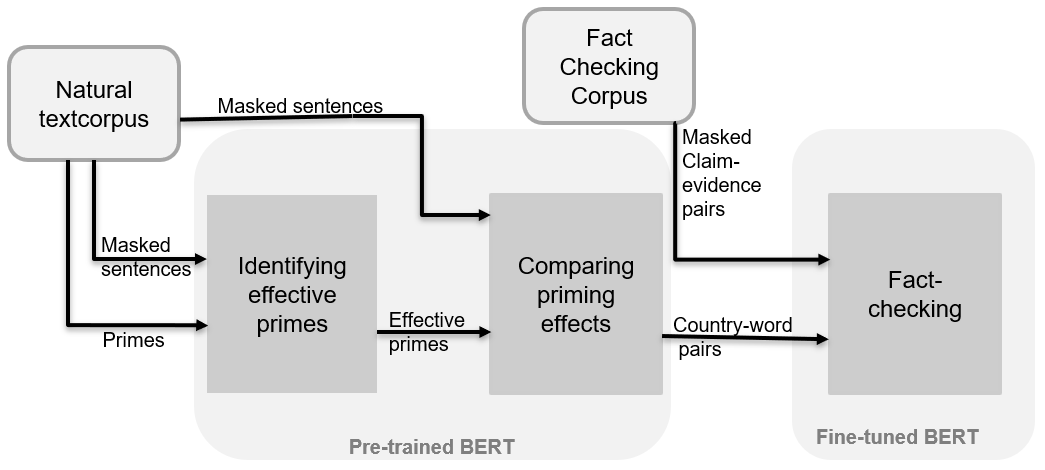 Natural
textcorpus
Fact
Checking
Corpus
Masked sentences
Masked
Claim-
evidence
pairs
Masked
sentences
Primes
Identifying
effective
primes
Effective
primes
Comparing
priming
effects
Country-word
pairs
Fact-
checking
Pre-trained BERT
Fine-tuned BERT